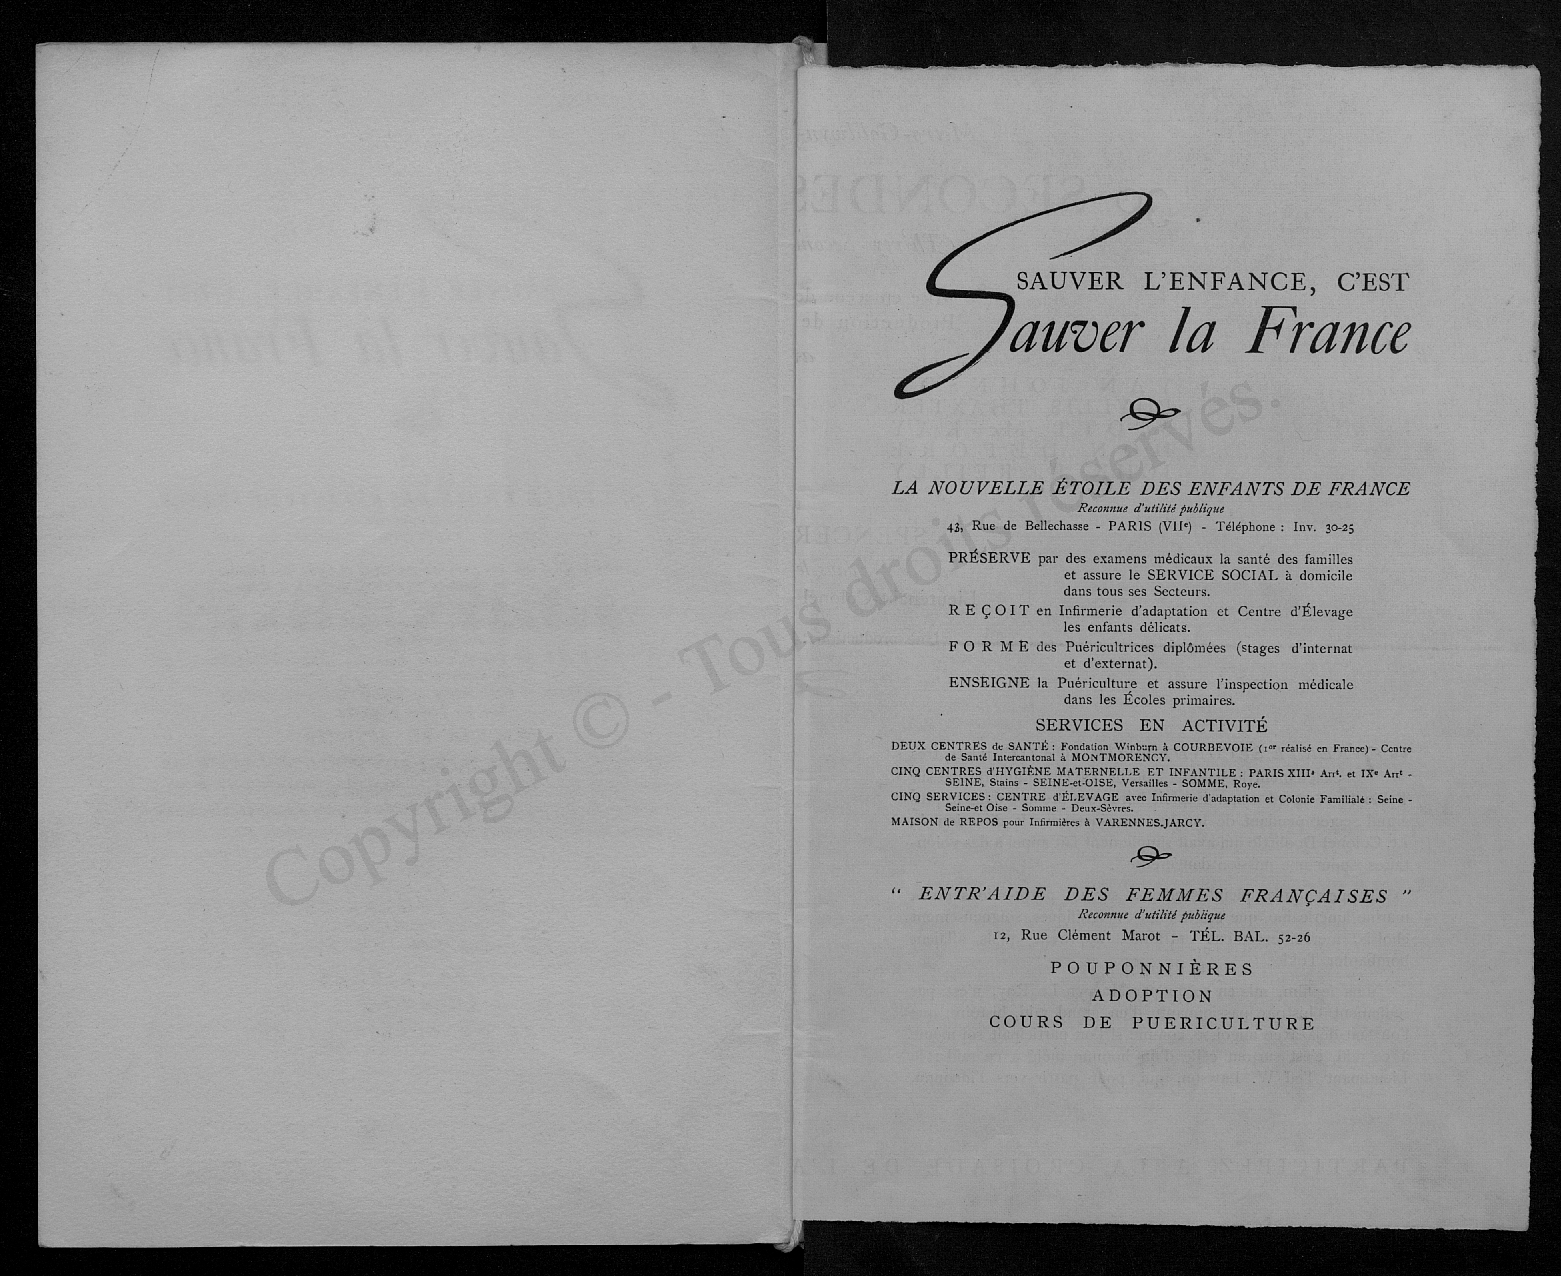 SAUVER L'ENFANCE, C'EST
Sauver la France
LA NOUVELLE ÉTOILE DES ENFANTS DE FRANCE
Reconnue d'utilité publique
43, Rue de Bellechasse - PARIS (VIIe) - Téléphone : Inv. 30-25
PRÉSERVE par des examens médicaux la santé des familles
et assure le SERVICE SOCIAL à domicile
dans tous ses Secteurs.
REÇOIT en Infirmerie d'adaptation et Centre d'Élevage
les enfants délicats.
FORME des Puéricultrices diplômées (stages d'internat
et d'externat).
ENSEIGNE la Puériculture et assure l'inspection médicale
dans les Écoles primaires.
SERVICES EN ACTIVITÉ
DEUX CENTRES de SANTÉ : Fondation Winburn à COURBEVOIE (1er réalisé en France) - Centre
de Santé Intercantonal à MONTMORENCY.
CINQ CENTRES d'HYGIÈNE MATERNELLE ET INFANTILE : PARIS XIIIe Arrt. et IXe Arrt -
SEINE, Stains - SEINE-et-OISE, Versailles - SOMME, Roye.
CINQ SERVICES : CENTRE d'ÉLEVAGE avec Infirmerie d'adaptation et Colonie Familiale : Seine -
Seine-et Oise - Somme - Deux-Sèvres.
MAISON de REPOS pour Infirmières à VARENNES-JARCY.
" ENTR'AIDE DES FEMMES FRANÇAISES "
Reconnue d'utilité publique
12, Rue Clément Marot - TÉL. BAL. 52-26
POUPONNIÈRES
ADOPTION
COURS DE PUERICULTURE
Copyright © - Tous droits réservés.